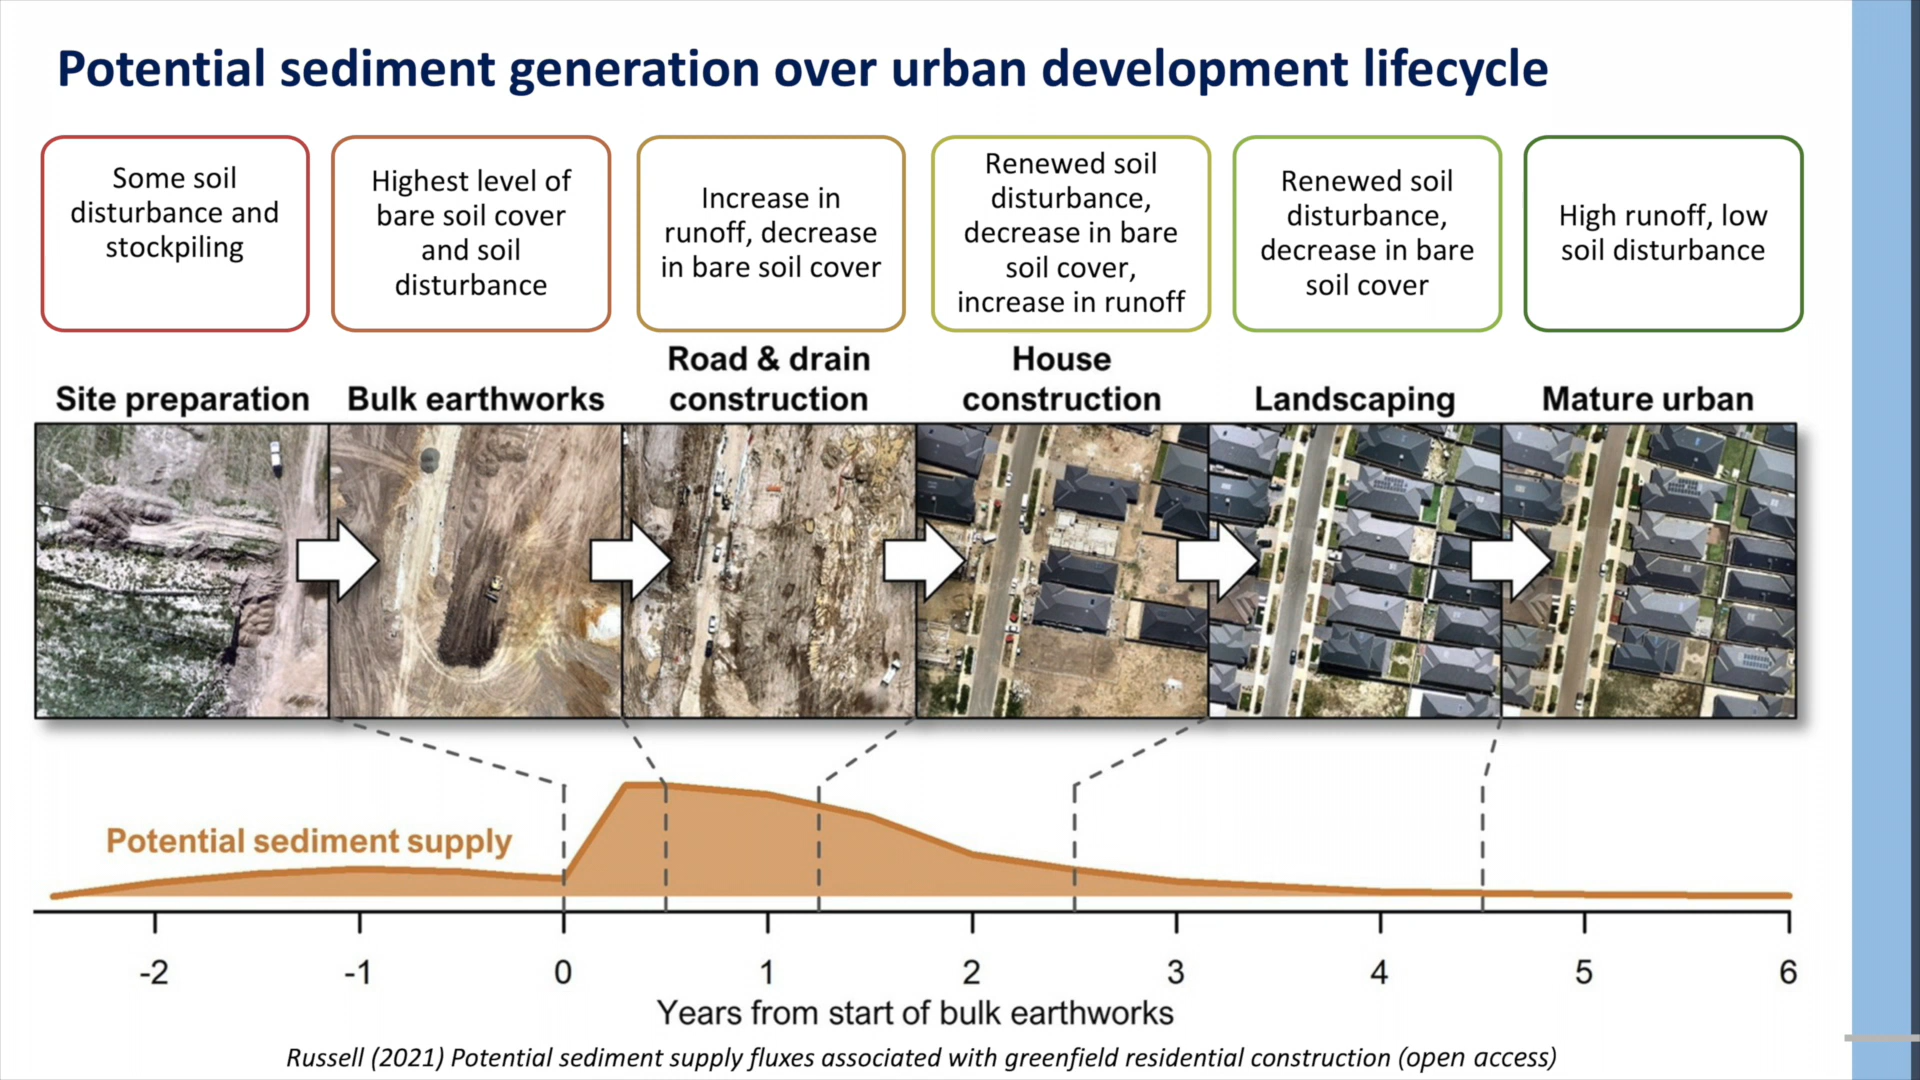 Potential sediment generation over urban development lifecycle
Some soil
disturbance and
stockpiling
Highest level of
bare soil cover
and soil
disturbance
Increase in
runoff, decrease
in bare soil cover
Renewed soil
disturbance,
decrease in bare
soil cover,
increase in runoff
Renewed soil
disturbance,
decrease in bare
soil cover
High runoff, low
soil disturbance
Site preparation
Bulk earthworks
Road & drain
construction
House
construction
Landscaping
Mature urban
Potential sediment supply
-2 -1 0 1 2 3 4 5 6
Years from start of bulk earthworks
Russell (2021) Potential sediment supply fluxes associated with greenfield residential construction (open access)